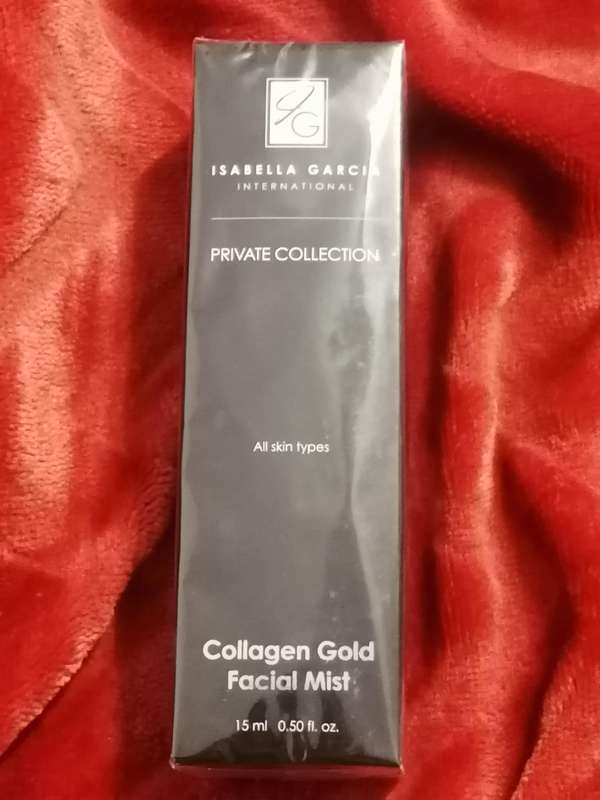 IG
ISABELLA GARCIA
INTERNATIONAL
PRIVATE COLLECTION
All skin types
Collagen Gold
Facial Mist
15 ml 0.50 fl. oz.